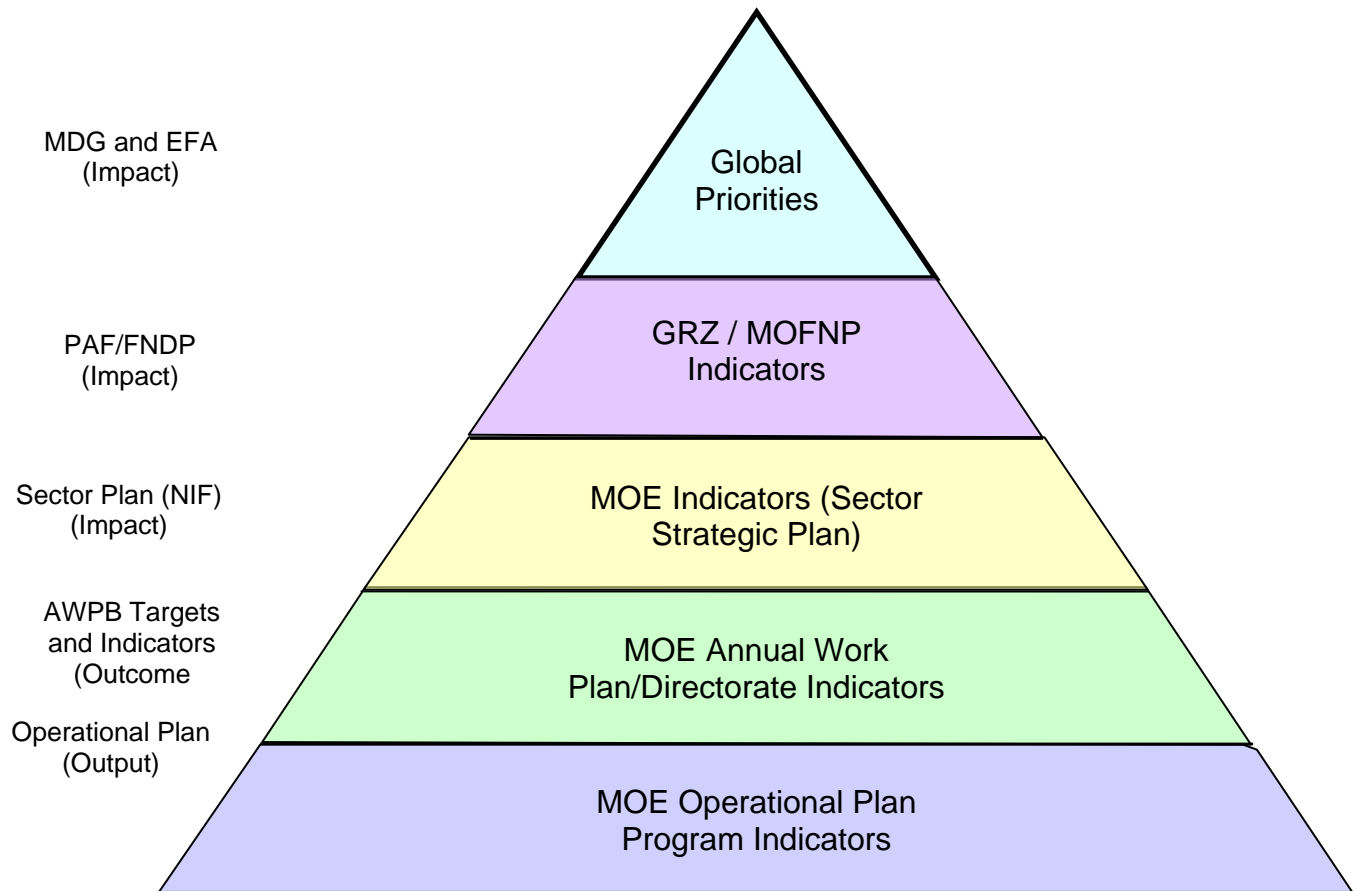 MDG and EFA
(Impact)
Global
Priorities
PAF/FNDP
(Impact)
GRZ / MOFNP
Indicators
Sector Plan (NIF)
(Impact)
MOE Indicators (Sector
Strategic Plan)
AWPB Targets
and Indicators
(Outcome
MOE Annual Work
Plan/Directorate Indicators
Operational Plan
(Output)
MOE Operational Plan
Program Indicators